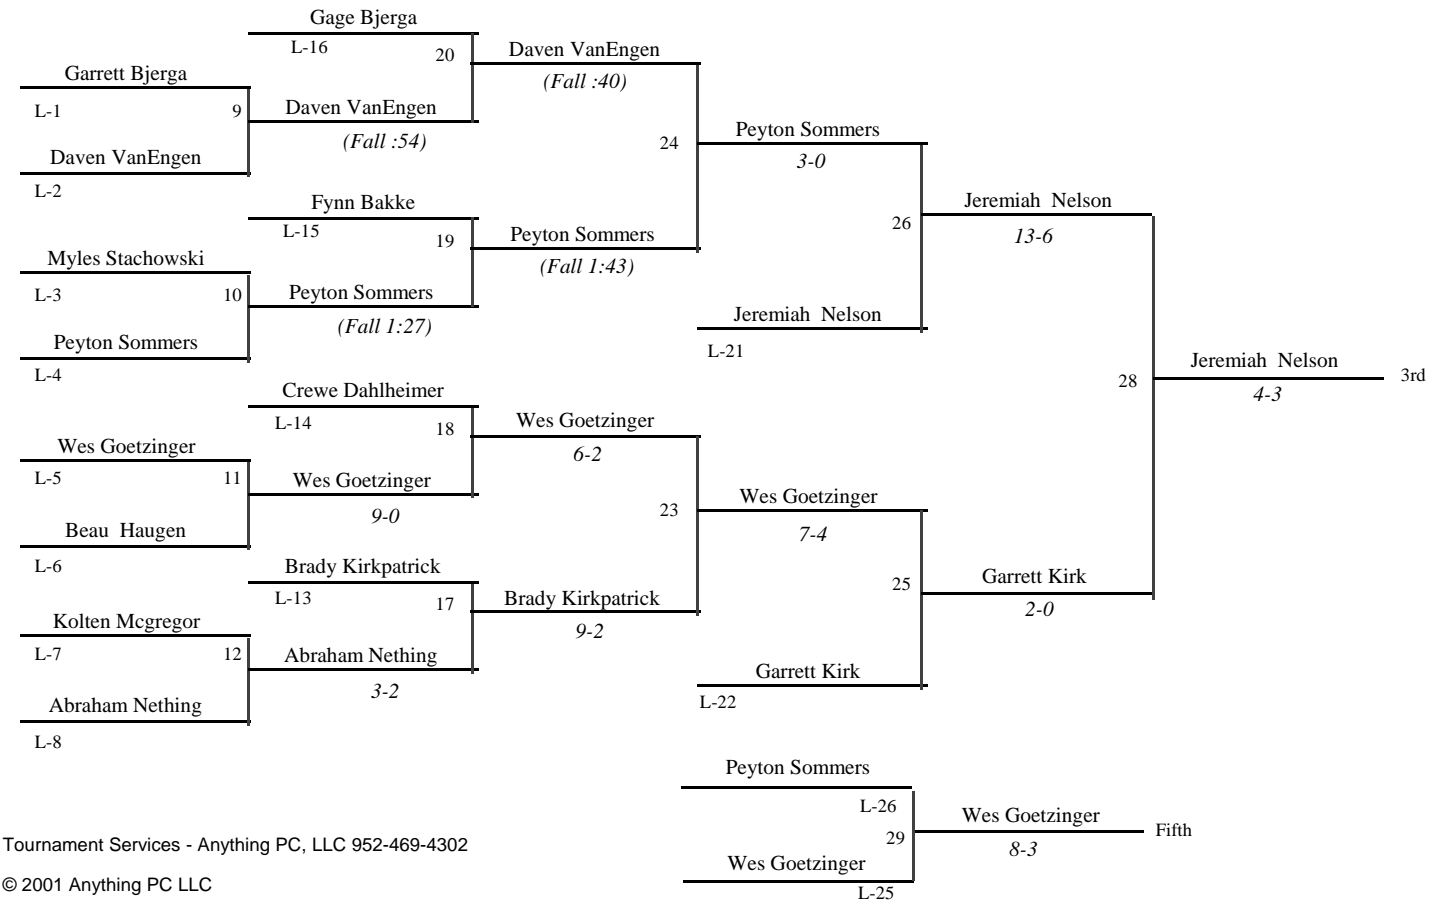 Gage Bjerga
L-16
20
Daven VanEngen
(Fall :40)
Garrett Bjerga
L-1
9
Daven VanEngen
(Fall :54)
Daven VanEngen
L-2
24
Peyton Sommers
3-0
Fynn Bakke
L-15
19
Peyton Sommers
(Fall 1:43)
Myles Stachowski
L-3
10
Peyton Sommers
(Fall 1:27)
Peyton Sommers
L-4
26
Jeremiah Nelson
13-6
Jeremiah Nelson
L-21
28
Jeremiah Nelson
4-3
3rd
Crewe Dahlheimer
L-14
18
Wes Goetzinger
6-2
Wes Goetzinger
L-5
11
Wes Goetzinger
9-0
Beau Haugen
L-6
23
Wes Goetzinger
7-4
Brady Kirkpatrick
L-13
17
Brady Kirkpatrick
9-2
Kolten Mcgregor
L-7
12
Abraham Nething
3-2
Abraham Nething
L-8
25
Garrett Kirk
2-0
Garrett Kirk
L-22
Peyton Sommers
L-26
29
Wes Goetzinger
8-3
Fifth
Wes Goetzinger
L-25
Tournament Services - Anything PC, LLC 952-469-4302
© 2001 Anything PC LLC